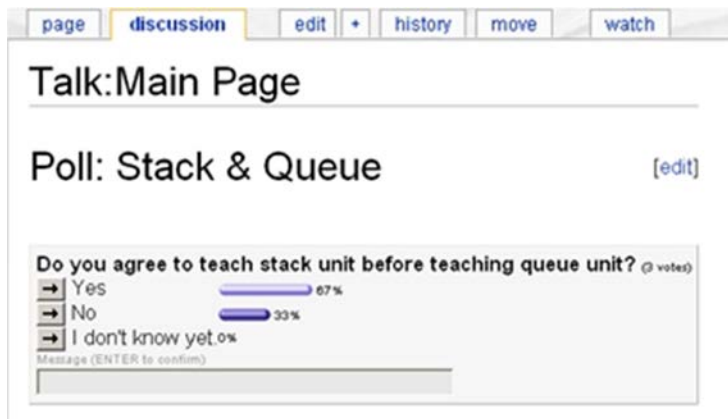 page discussion edit + history move watch
Talk:Main Page
Poll: Stack & Queue [edit]
Do you agree to teach stack unit before teaching queue unit? (3 votes)
→ Yes 67%
→ No 33%
→ I don't know yet. 0%
Message (ENTER to confirm)